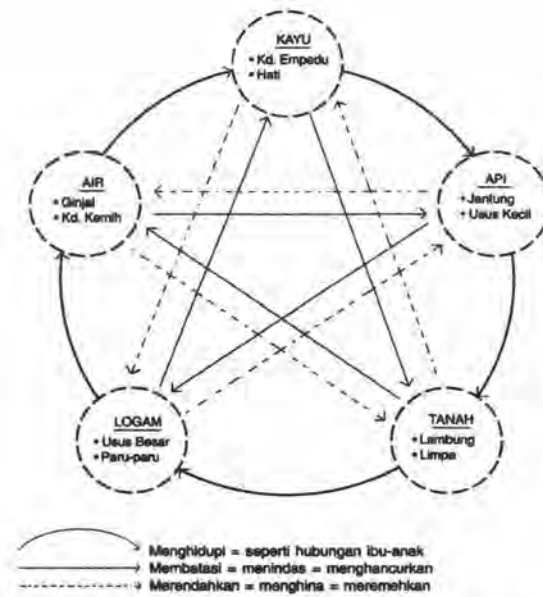 KAYU
• Kd. Empedu
• Hati
AIR
• Ginjal
• Kd. Kemih
API
• Jantung
• Usus Kecil
LOGAM
• Usus Besar
• Paru-paru
TANAH
• Lambung
• Limpa
Menghidupi = seperti hubungan ibu-anak
Membatasi = menindas = menghancurkan
Merendahkan = menghina = meremehkan